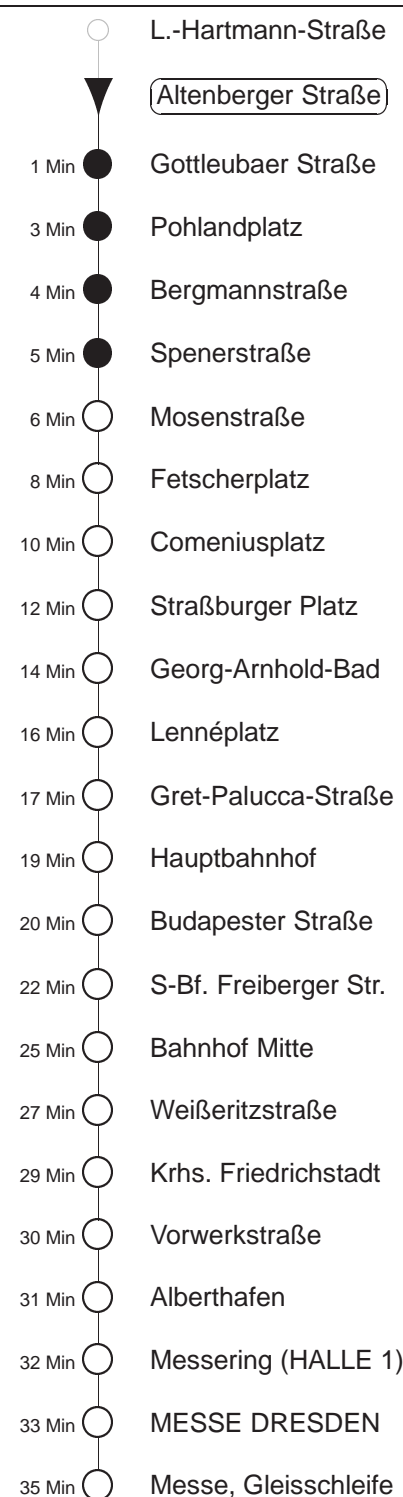 L.-Hartmann-Straße
Altenberger Straße
1 Min Gottleubaer Straße
3 Min Pohlandplatz
4 Min Bergmannstraße
5 Min Spenerstraße
6 Min Mosenstraße
8 Min Fetscherplatz
10 Min Comeniusplatz
12 Min Straßburger Platz
14 Min Georg-Arnhold-Bad
16 Min Lennéplatz
17 Min Gret-Palucca-Straße
19 Min Hauptbahnhof
20 Min Budapester Straße
22 Min S-Bf. Freiberger Str.
25 Min Bahnhof Mitte
27 Min Weißeritzstraße
29 Min Krhs. Friedrichstadt
30 Min Vorwerkstraße
31 Min Alberthafen
32 Min Messering (HALLE 1)
33 Min MESSE DRESDEN
35 Min Messe, Gleisschleife